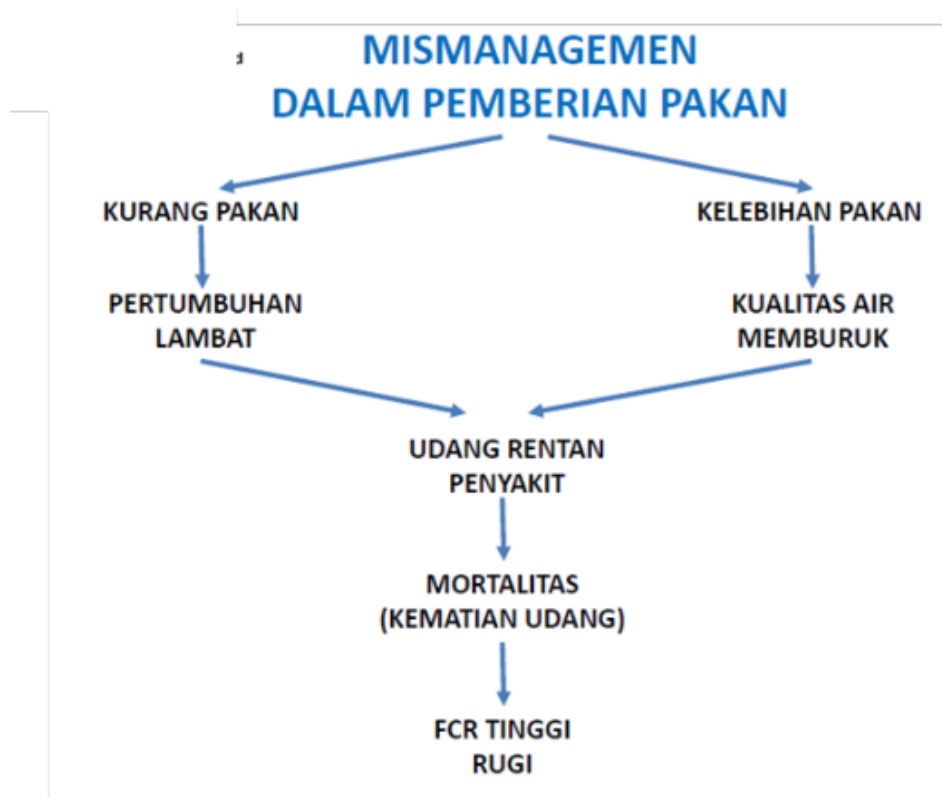 MISMANAGEMEN
DALAM PEMBERIAN PAKAN
KURANG PAKAN
KELEBIHAN PAKAN
PERTUMBUHAN
LAMBAT
KUALITAS AIR
MEMBURUK
UDANG RENTAN
PENYAKIT
MORTALITAS
(KEMATIAN UDANG)
FCR TINGGI
RUGI